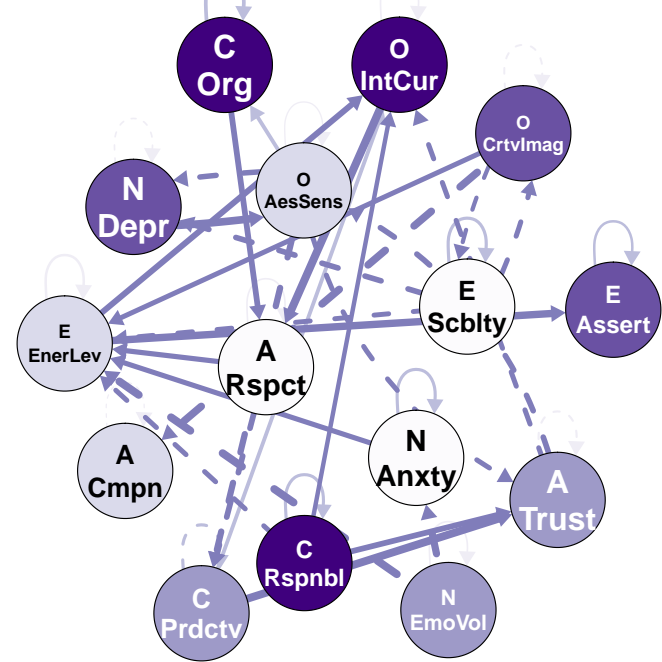 C
Org
O
IntCur
O
CrtvImag
N
Depr
O
AesSens
E
Scblty
E
Assert
E
EnerLev
A
Rspct
A
Cmpn
N
Anxty
A
Trust
C
Rspnbl
C
Prdctv
N
EmoVol